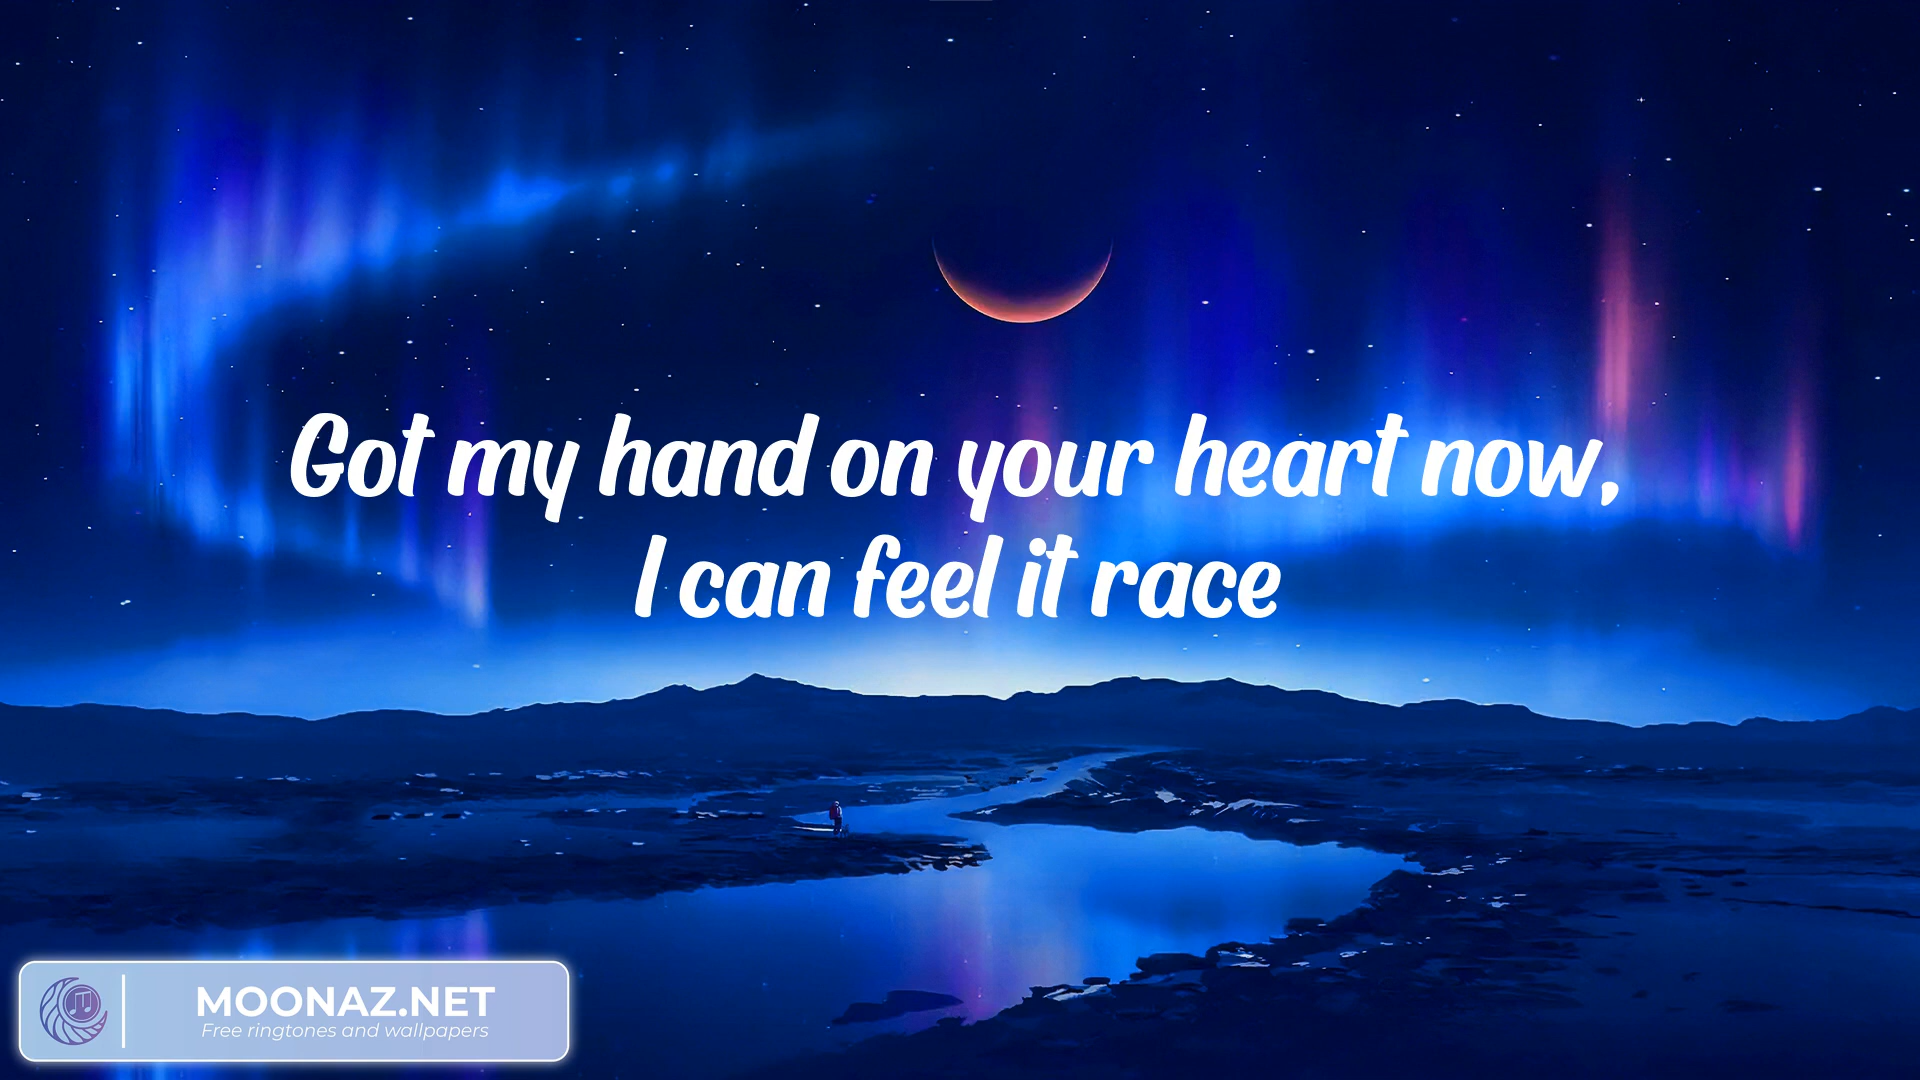 Got my hand on your heart now,
I can feel it race
MOONAZ.NET
Free ringtones and wallpapers